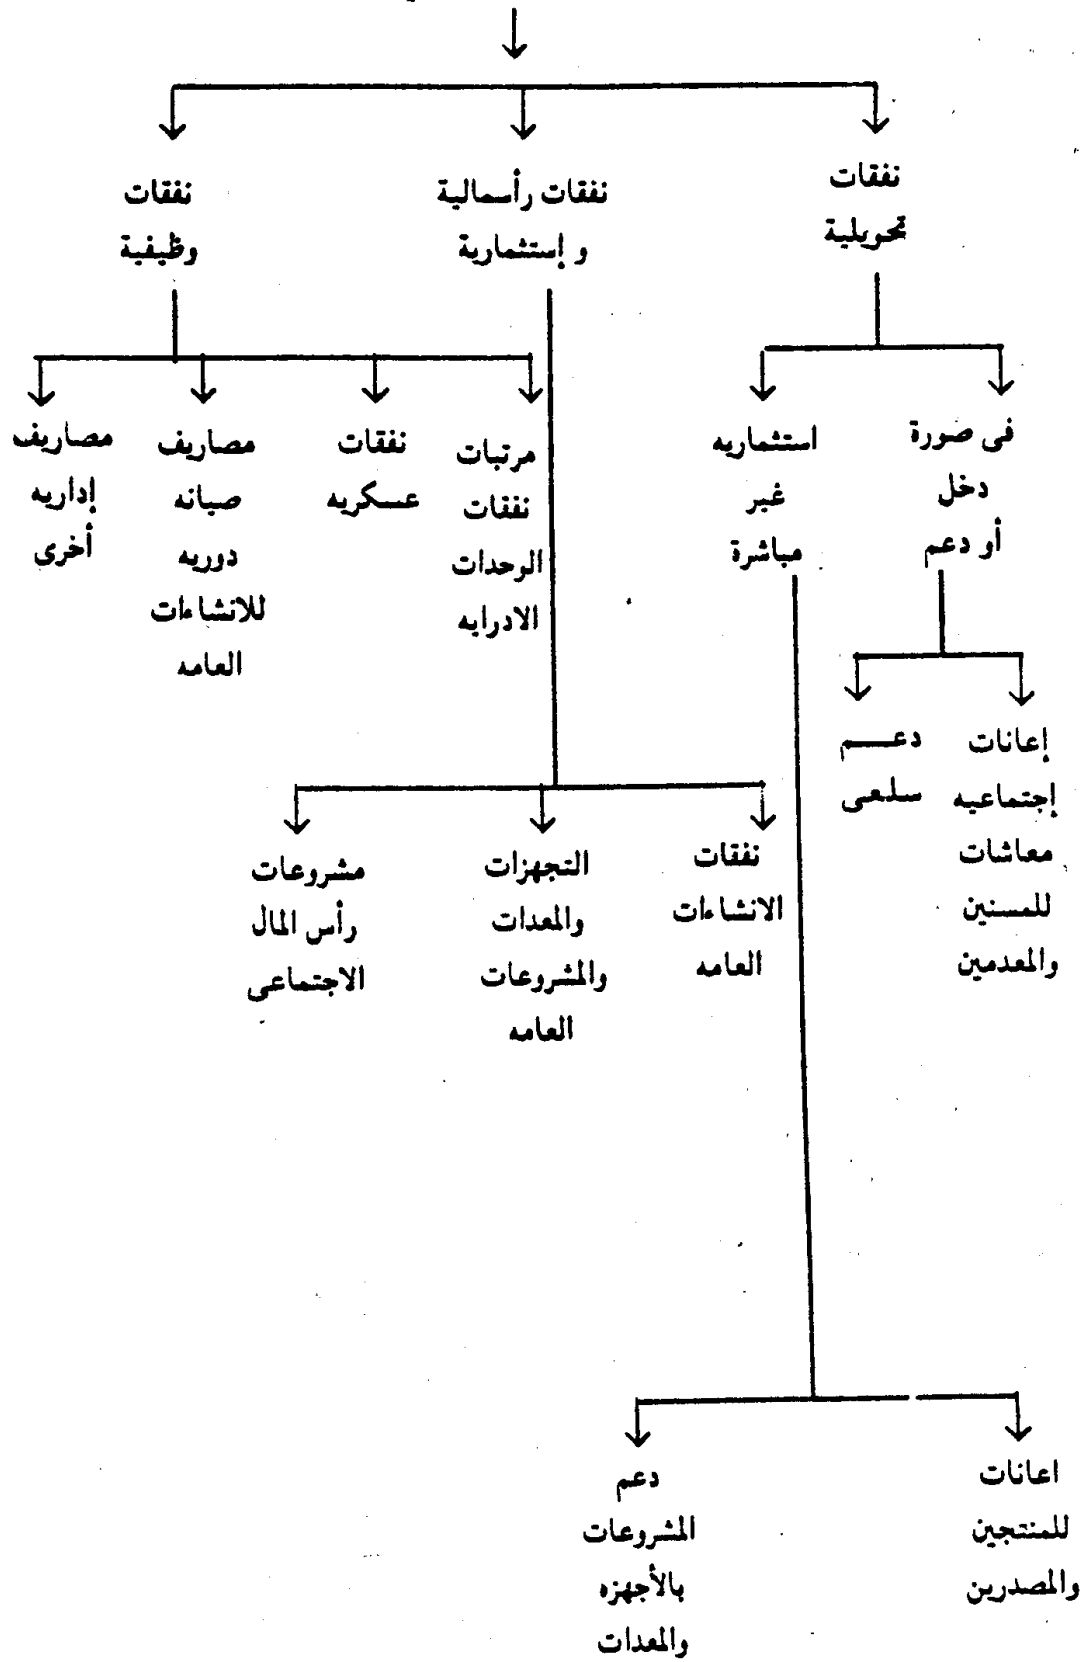 نفقات
تحويلية
نفقات رأسمالية
و إستثمارية
نفقات
وظيفية
فى صورة
دخل
أو دعم
استثماريه
غير
مباشرة
مرتبات
نفقات
الوحدات
الادرايه
نفقات
عسكريه
مصاريف
صيانه
دوريه
للانشاءات
العامه
مصاريف
إداريه
أخرى
إعانات
إجتماعيه
معاشات
للمسنين
والمعدمين
دعـــم
سلعى
نفقات
الانشاءات
العامه
التجهزات
والمعدات
والمشروعات
العامه
مشروعات
رأس المال
الاجتماعى
اعانات
للمنتجين
والمصدرين
دعم
المشروعات
بالأجهزه
والمعدات